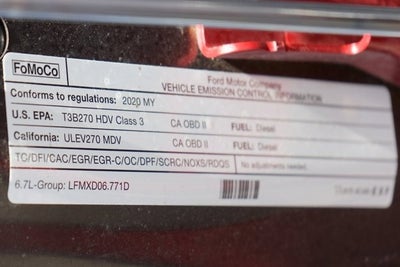 FoMoCo
Ford Motor Company
VEHICLE EMISSION CONTROL INFORMATION
Conforms to regulations: 2020 MY
U.S. EPA: T3B270 HDV Class 3 CA OBD II FUEL: Diesel
California: ULEV270 MDV CA OBD II FUEL: Diesel
TC/DFI/CAC/EGR/EGR-C/OC/DPF/SCRC/NOXS/RDQS No adjustments needed.
6.7L-Group: LFMXD06.771D